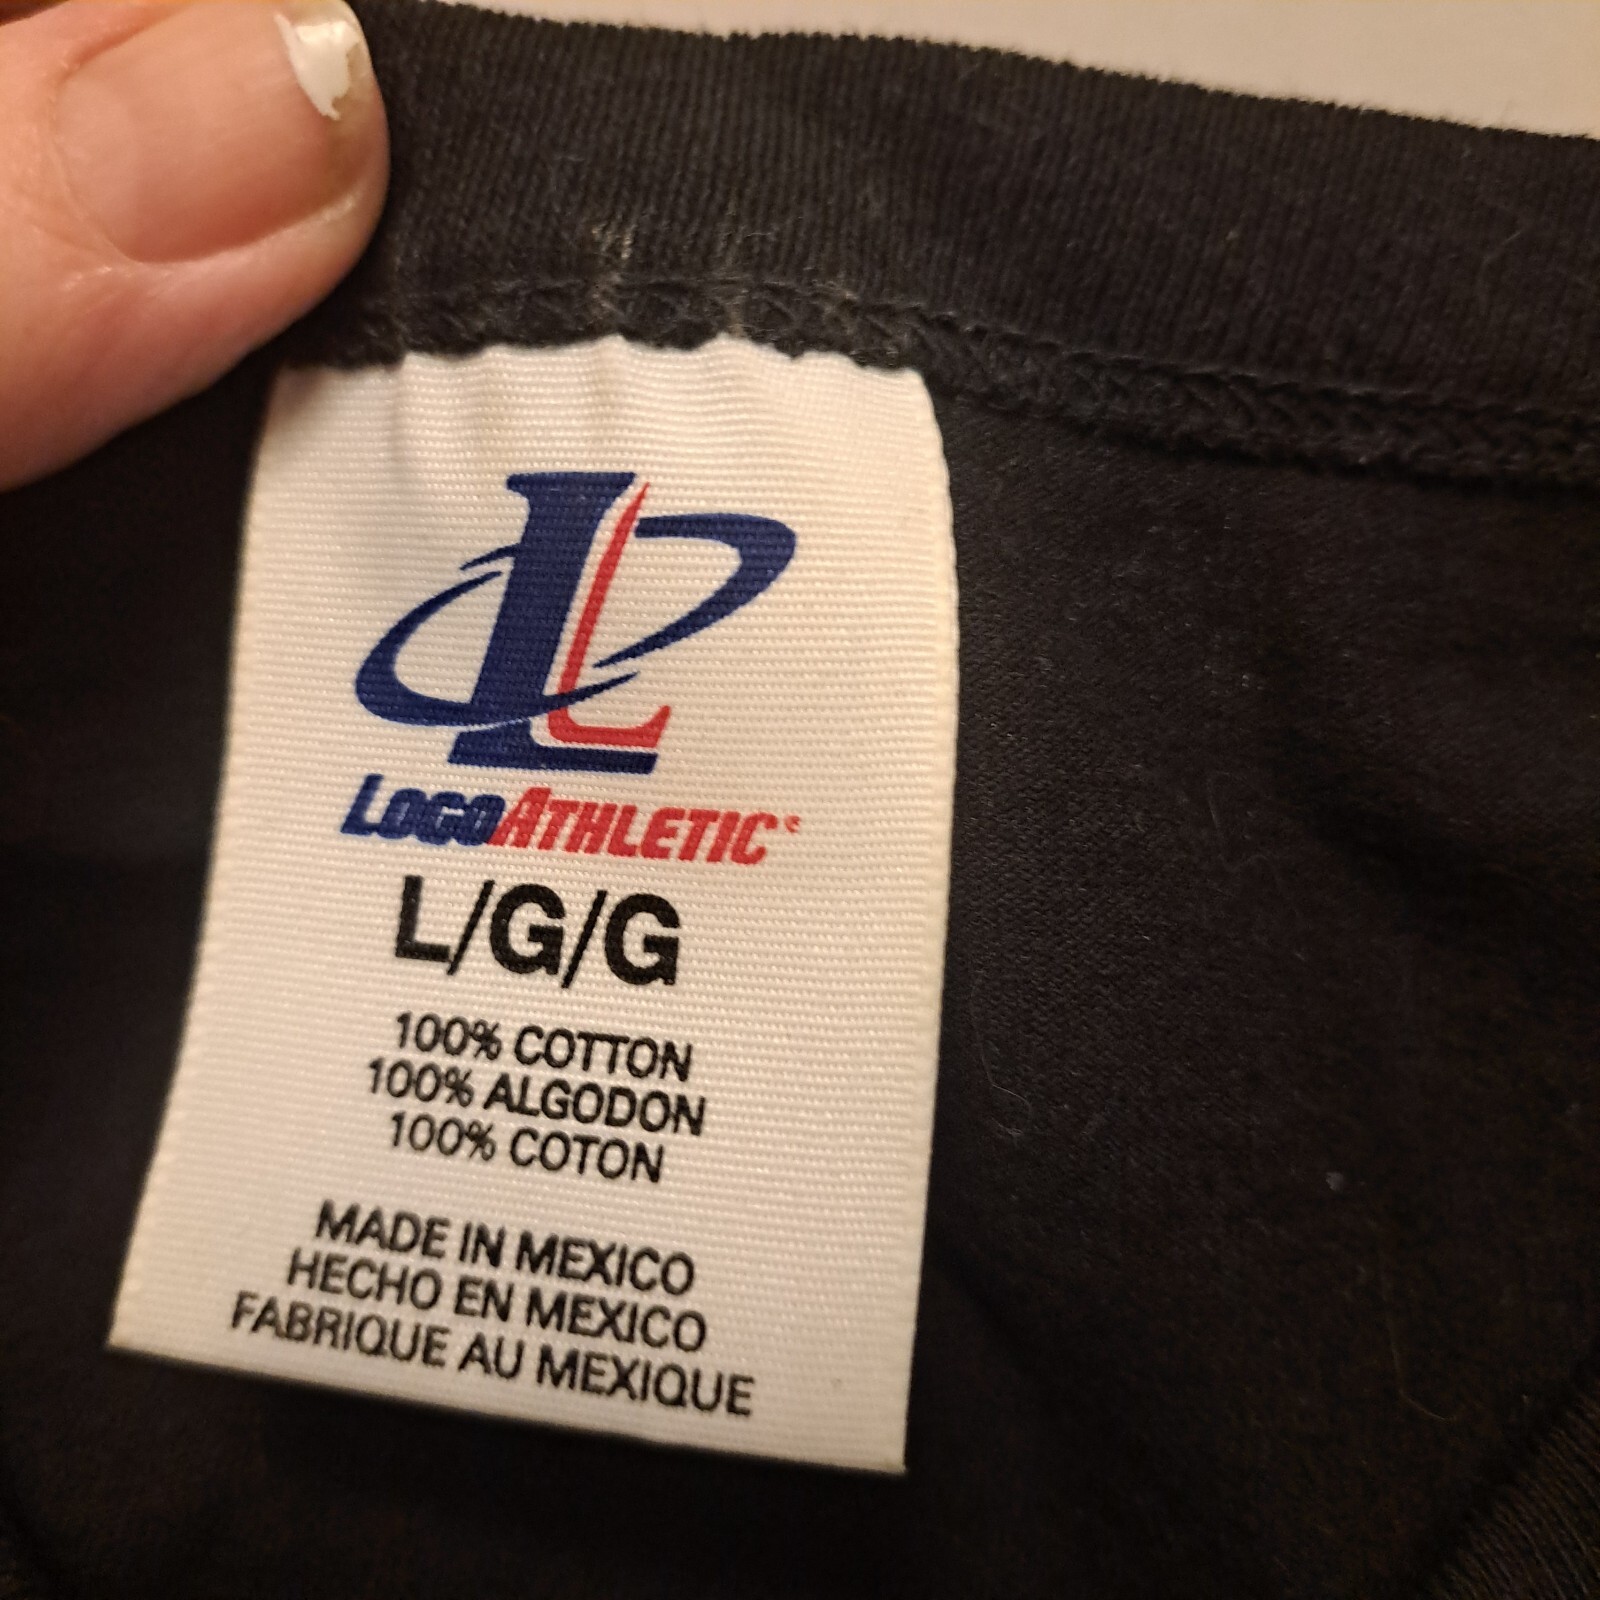 L
LOGOATHLETIC®
L/G/G
100% COTTON
100% ALGODON
100% COTON
MADE IN MEXICO
HECHO EN MEXICO
FABRIQUE AU MEXIQUE